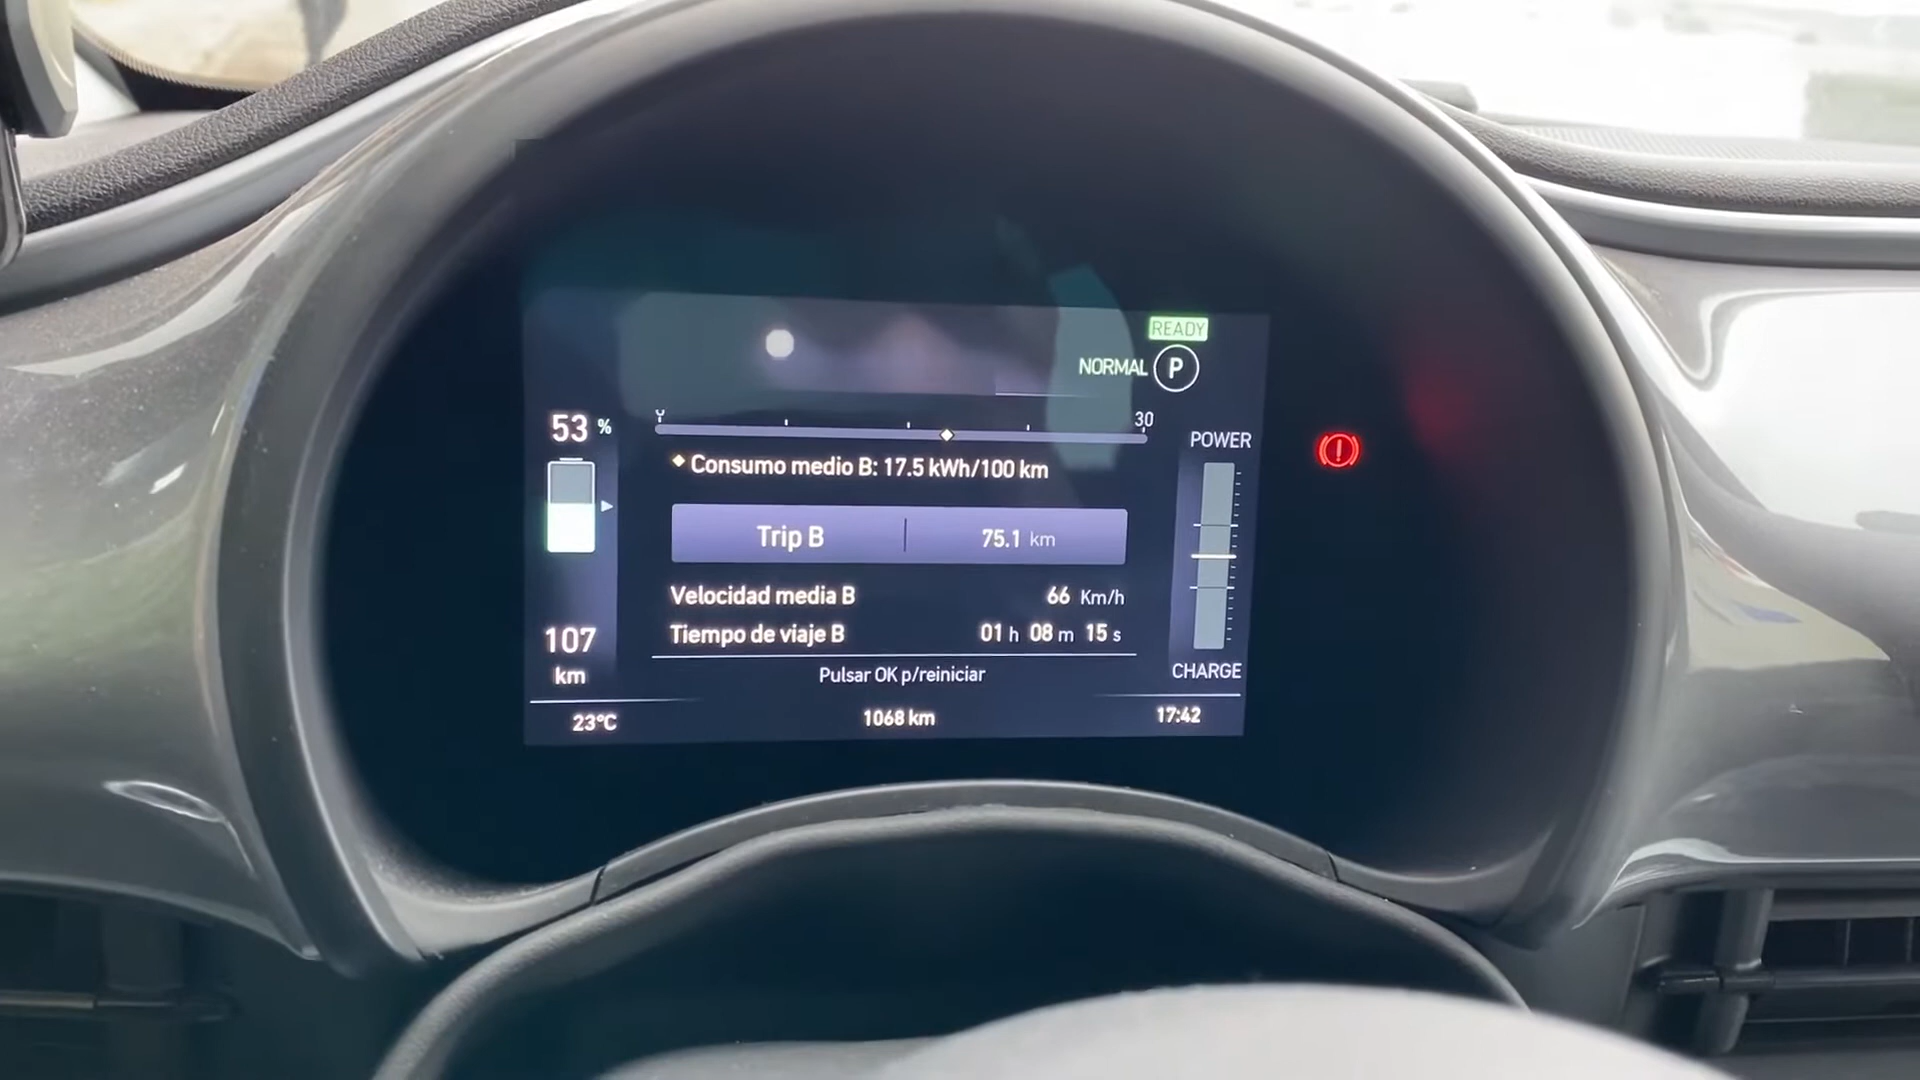 READY
NORMAL P
53 %
30
POWER
Consumo medio B: 17.5 kWh/100 km
Trip B 75.1 km
Velocidad media B 66 Km/h
Tiempo de viaje B 01 h 08 m 15 s
107
km
Pulsar OK p/reiniciar
CHARGE
23°C 1068 km 17:42